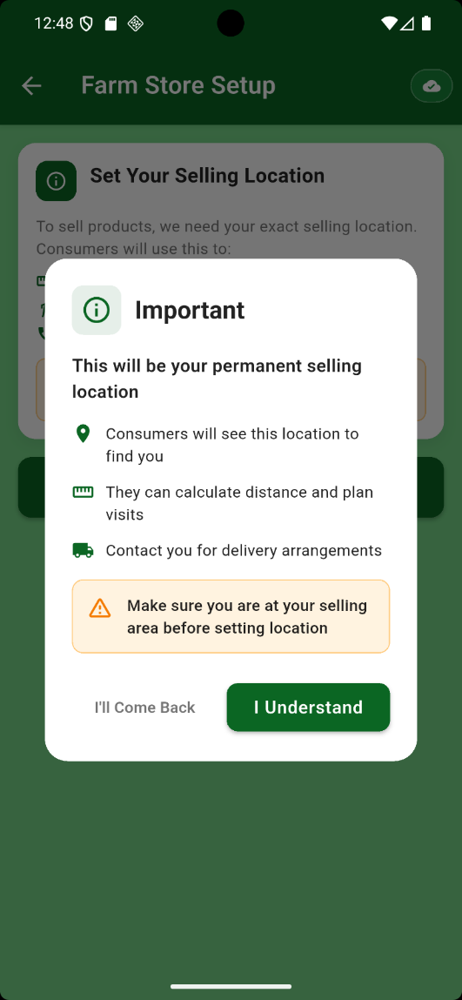 12:48
Farm Store Setup
Set Your Selling Location
To sell products, we need your exact selling location.
Consumers will use this to:
Important
This will be your permanent selling
location
Consumers will see this location to
find you
They can calculate distance and plan
visits
Contact you for delivery arrangements
Make sure you are at your selling
area before setting location
I'll Come Back
I Understand